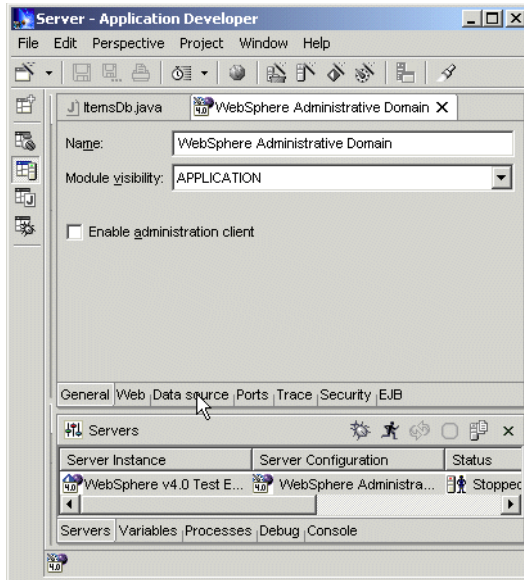 Server - Application Developer
File Edit Perspective Project Window Help
ItemsDb.java WebSphere Administrative Domain
Name: WebSphere Administrative Domain
Module visibility: APPLICATION
Enable administration client
General Web Data source Ports Trace Security EJB
Servers
Server Instance Server Configuration Status
WebSphere v4.0 Test E... WebSphere Administra... Stopped
Servers Variables Processes Debug Console